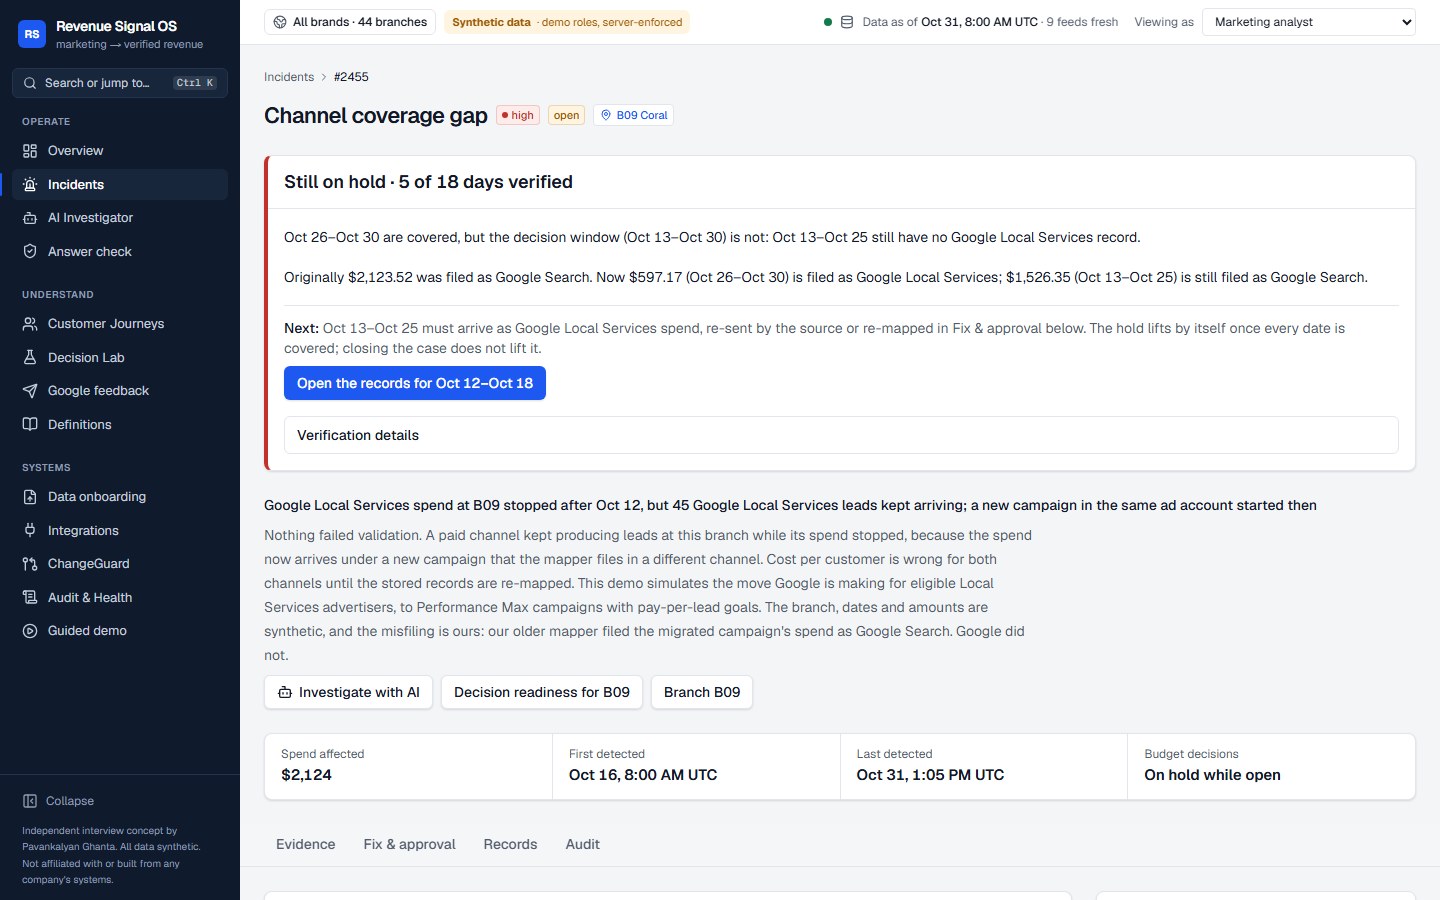 RS
Revenue Signal OS
marketing → verified revenue
Search or jump to...
Ctrl K
OPERATE
Overview
Incidents
AI Investigator
Answer check
UNDERSTAND
Customer Journeys
Decision Lab
Google feedback
Definitions
SYSTEMS
Data onboarding
Integrations
ChangeGuard
Audit & Health
Guided demo
Collapse
Independent interview concept by
Pavankalyan Ghanta. All data synthetic.
Not affiliated with or built from any
company's systems.
All brands · 44 branches
Synthetic data · demo roles, server-enforced
Data as of Oct 31, 8:00 AM UTC · 9 feeds fresh
Viewing as
Marketing analyst
Incidents > #2455
Channel coverage gap
high
open
B09 Coral
Still on hold · 5 of 18 days verified
Oct 26–Oct 30 are covered, but the decision window (Oct 13–Oct 30) is not: Oct 13–Oct 25 still have no Google Local Services record.
Originally $2,123.52 was filed as Google Search. Now $597.17 (Oct 26–Oct 30) is filed as Google Local Services; $1,526.35 (Oct 13–Oct 25) is still filed as Google Search.
Next: Oct 13–Oct 25 must arrive as Google Local Services spend, re-sent by the source or re-mapped in Fix & approval below. The hold lifts by itself once every date is
covered; closing the case does not lift it.
Open the records for Oct 12–Oct 18
Verification details
Google Local Services spend at B09 stopped after Oct 12, but 45 Google Local Services leads kept arriving; a new campaign in the same ad account started then
Nothing failed validation. A paid channel kept producing leads at this branch while its spend stopped, because the spend
now arrives under a new campaign that the mapper files in a different channel. Cost per customer is wrong for both
channels until the stored records are re-mapped. This demo simulates the move Google is making for eligible Local
Services advertisers, to Performance Max campaigns with pay-per-lead goals. The branch, dates and amounts are
synthetic, and the misfiling is ours: our older mapper filed the migrated campaign's spend as Google Search. Google did
not.
Investigate with AI
Decision readiness for B09
Branch B09
Spend affected
$2,124
First detected
Oct 16, 8:00 AM UTC
Last detected
Oct 31, 1:05 PM UTC
Budget decisions
On hold while open
Evidence
Fix & approval
Records
Audit